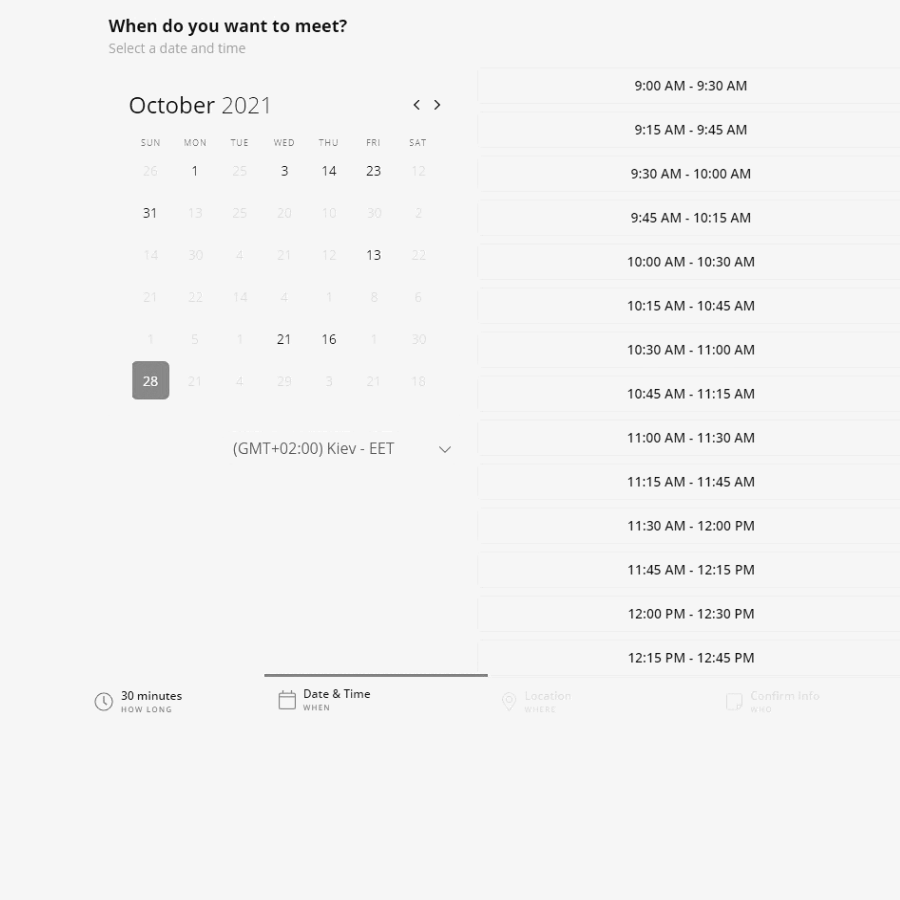 When do you want to meet?
Select a date and time
October 2021
SUN MON TUE WED THU FRI SAT
26 1 25 3 14 23 12
31 13 25 20 10 30 2
14 30 4 21 12 13 22
21 22 14 4 1 8 6
1 5 1 21 16 1 30
28 21 4 29 3 21 18
(GMT+02:00) Kiev - EET
9:00 AM - 9:30 AM
9:15 AM - 9:45 AM
9:30 AM - 10:00 AM
9:45 AM - 10:15 AM
10:00 AM - 10:30 AM
10:15 AM - 10:45 AM
10:30 AM - 11:00 AM
10:45 AM - 11:15 AM
11:00 AM - 11:30 AM
11:15 AM - 11:45 AM
11:30 AM - 12:00 PM
11:45 AM - 12:15 PM
12:00 PM - 12:30 PM
12:15 PM - 12:45 PM
30 minutes
HOW LONG
Date & Time
WHEN
Location
WHERE
Confirm Info
WHO